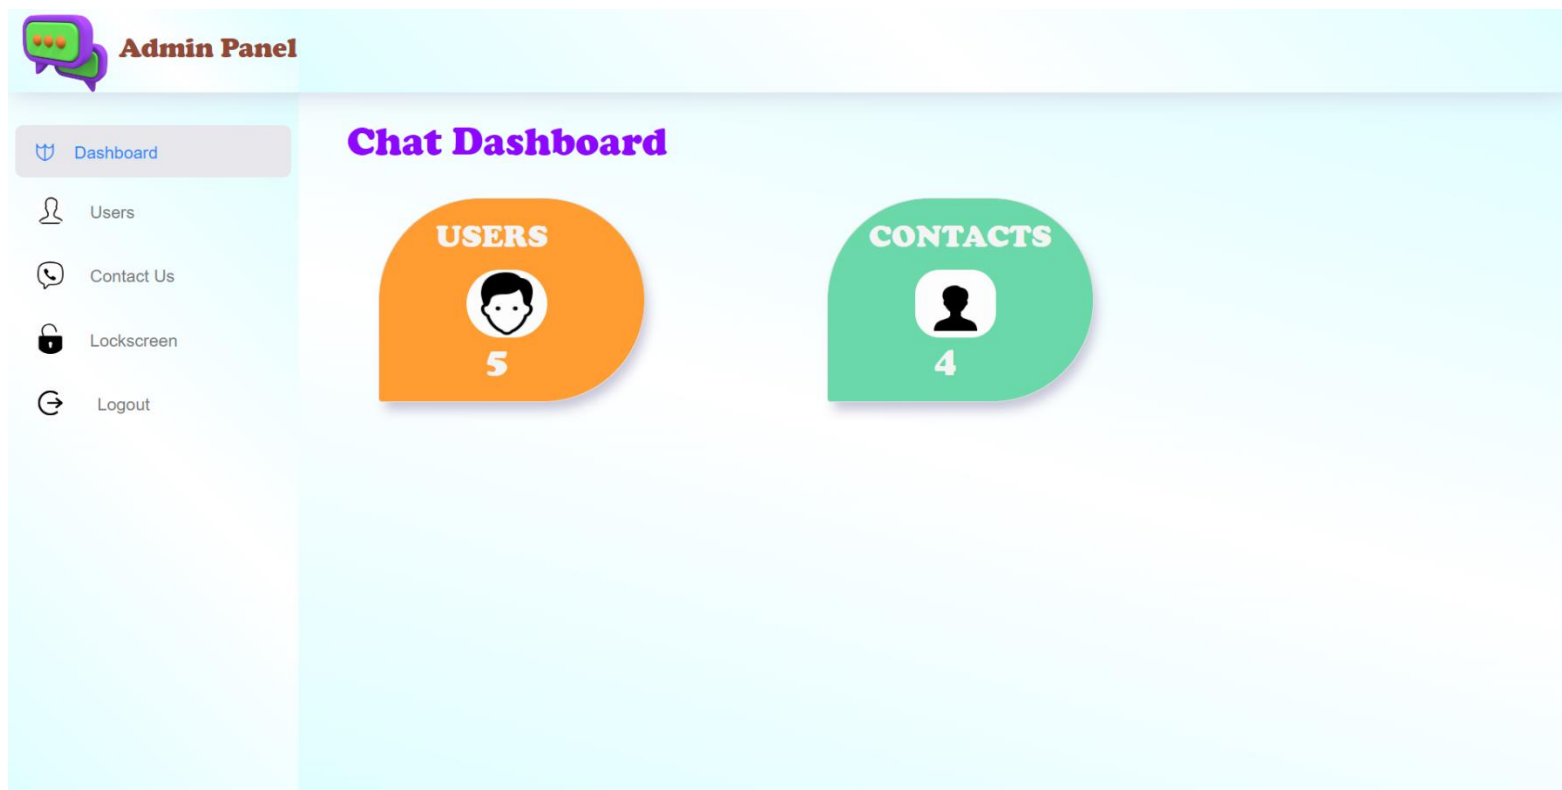 Admin Panel
Dashboard
Users
Contact Us
Lockscreen
Logout
Chat Dashboard
USERS
5
CONTACTS
4